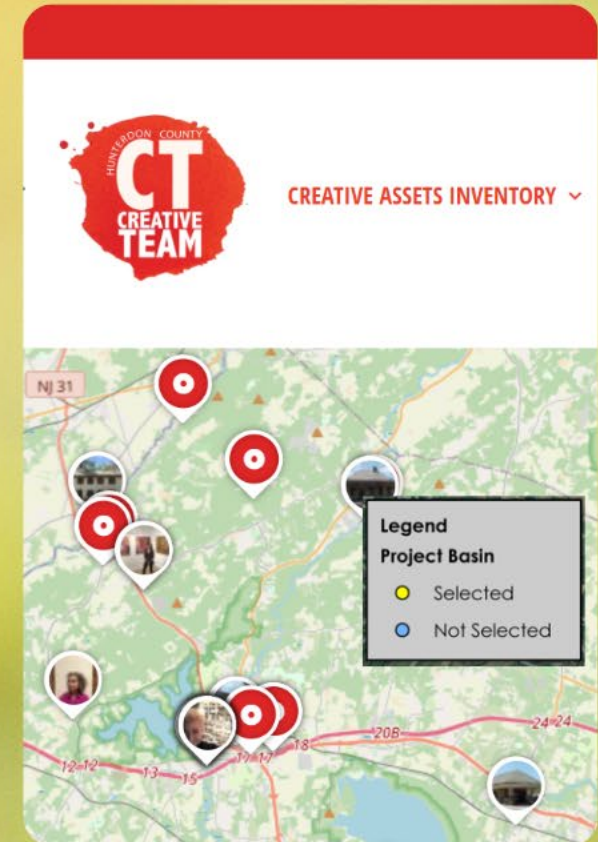 HUNTERDON COUNTY
CT
CREATIVE
TEAM
CREATIVE ASSETS INVENTORY
NJ 31
Legend
Project Basin
Selected
Not Selected
20B
24 24
18
17 17
12 12
13
15